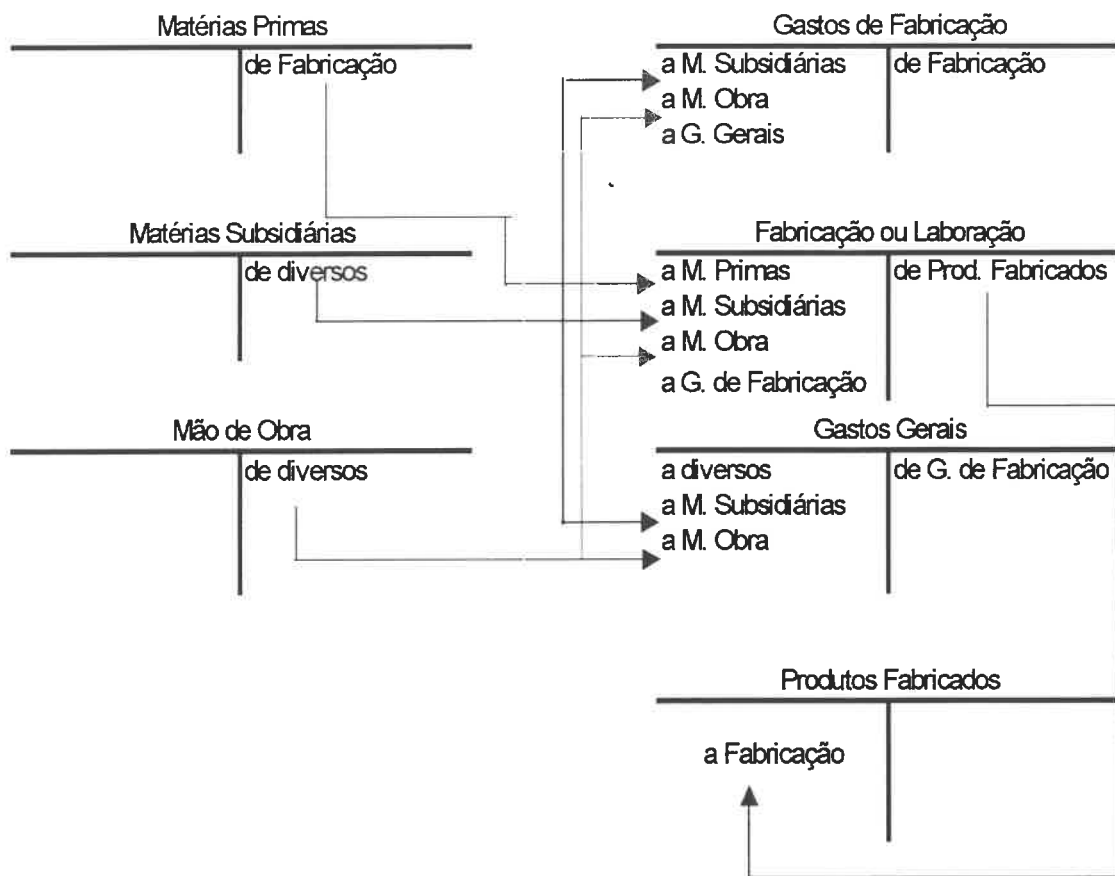 Matérias Primas
de Fabricação
Gastos de Fabricação
a M. Subsidiárias
de Fabricação
a M. Obra
a G. Gerais
Matérias Subsidiárias
de diversos
Fabricação ou Laboração
a M. Primas
de Prod. Fabricados
a M. Subsidiárias
a M. Obra
a G. de Fabricação
Mão de Obra
de diversos
Gastos Gerais
a diversos
de G. de Fabricação
a M. Subsidiárias
a M. Obra
Produtos Fabricados
a Fabricação